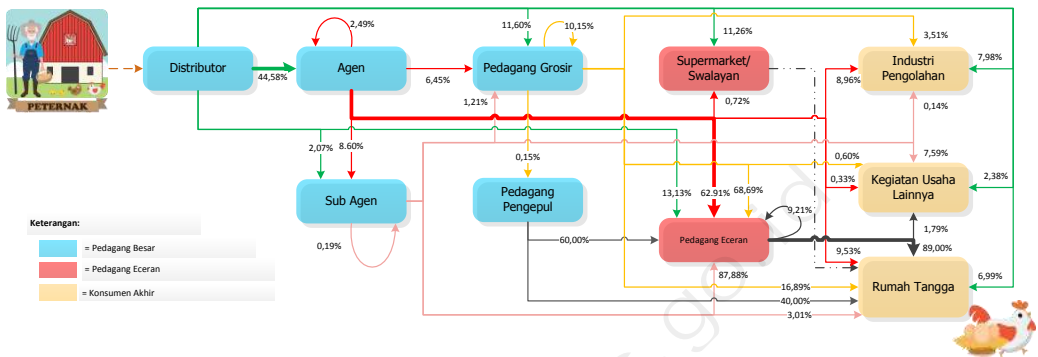 11,60%
10,15%
2,49%
11,26%
3,51%
7,98%
Distributor
44,58%
Agen
6,45%
Pedagang Grosir
Supermarket/
Swalayan
Industri
Pengolahan
8,96%
PETERNAK
1,21%
0,72%
0,14%
2,07%
8.60%
0,15%
0,60%
7,59%
Sub Agen
Pedagang
Pengepul
13,13%
62.91%
68,69%
0,33%
Kegiatan Usaha
Lainnya
2,38%
9,21%
Keterangan:
= Pedagang Besar
= Pedagang Eceran
= Konsumen Akhir
0,19%
60,00%
Pedagang Eceran
1,79%
89,00%
9,53%
87,88%
16,89%
40,00%
3,01%
Rumah Tangga
6,99%
go.id